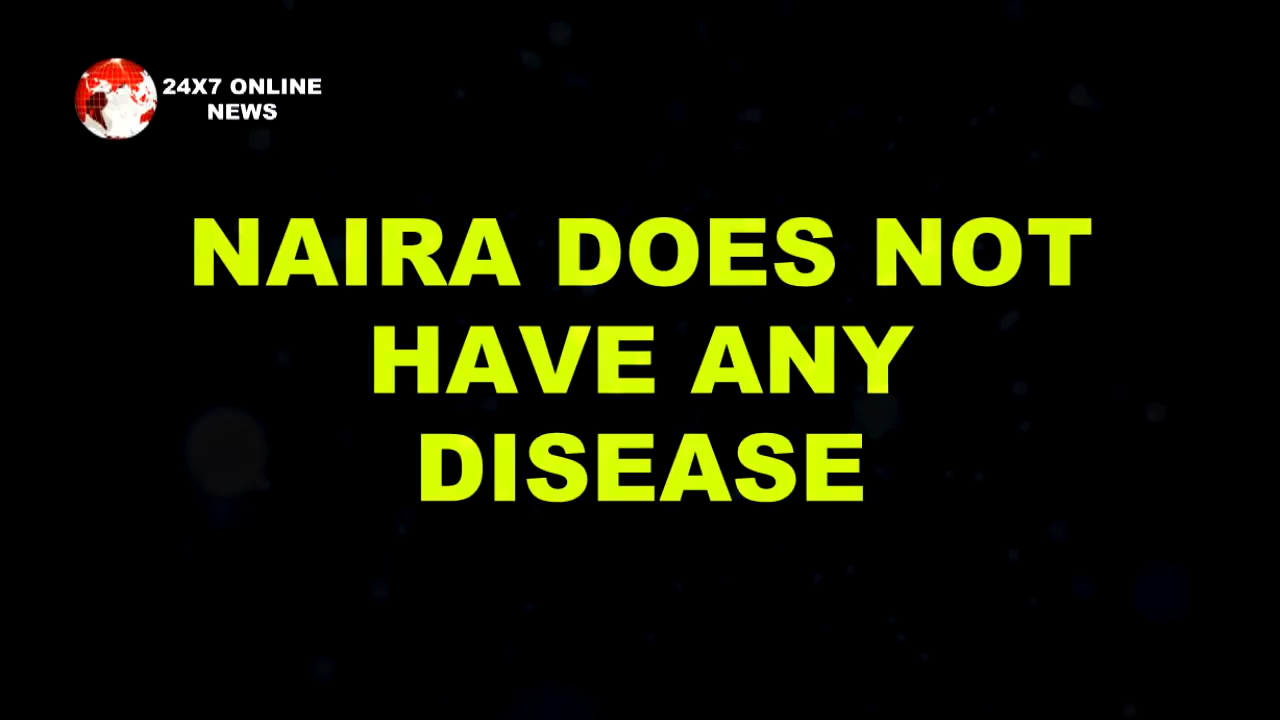 24X7 ONLINE
NEWS
NAIRA DOES NOT
HAVE ANY
DISEASE